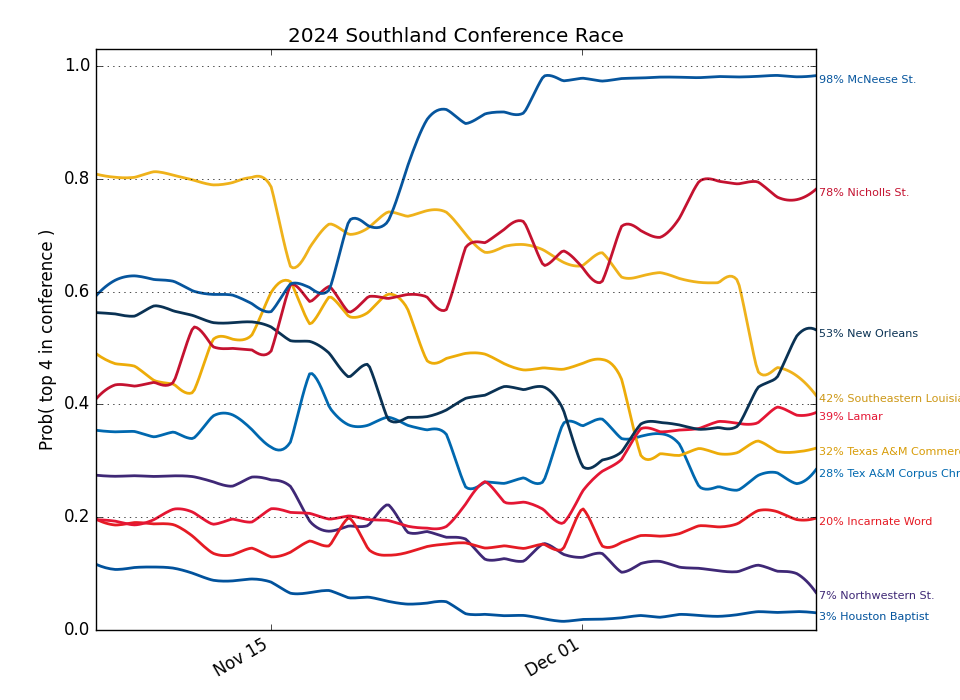 2024 Southland Conference Race
Prob( top 4 in conference )
1.0
0.8
0.6
0.4
0.2
0.0
Nov 15
Dec 01
98% McNeese St.
78% Nicholls St.
53% New Orleans
42% Southeastern Louisia
39% Lamar
32% Texas A&M Commerc
28% Tex A&M Corpus Chr
20% Incarnate Word
7% Northwestern St.
3% Houston Baptist